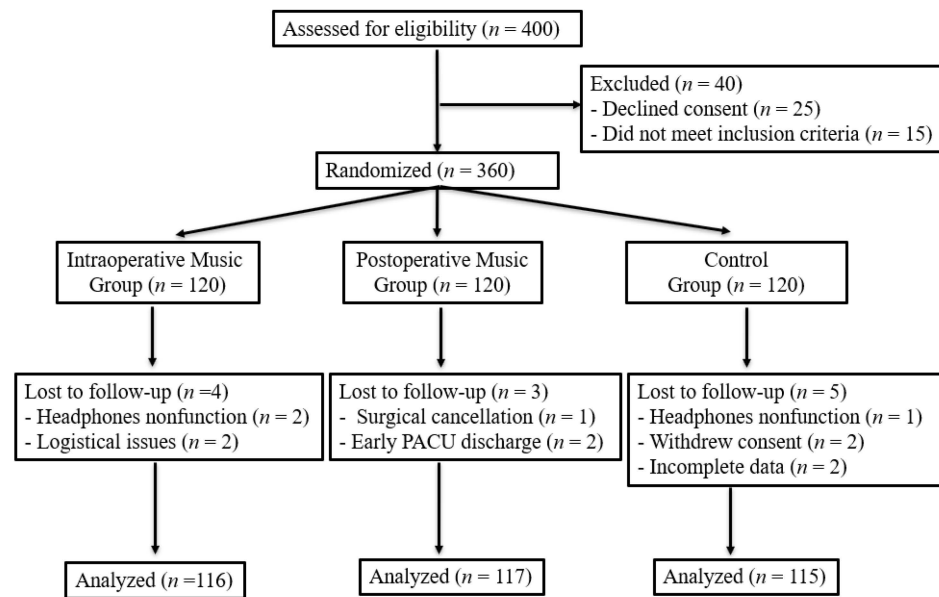 Assessed for eligibility (n = 400)
Excluded (n = 40)
- Declined consent (n = 25)
- Did not meet inclusion criteria (n = 15)
Randomized (n = 360)
Intraoperative Music
Group (n = 120)
Postoperative Music
Group (n = 120)
Control
Group (n = 120)
Lost to follow-up (n =4)
- Headphones nonfunction (n = 2)
- Logistical issues (n = 2)
Lost to follow-up (n = 3)
- Surgical cancellation (n = 1)
- Early PACU discharge (n = 2)
Lost to follow-up (n = 5)
- Headphones nonfunction (n = 1)
- Withdrew consent (n = 2)
- Incomplete data (n = 2)
Analyzed (n =116)
Analyzed (n = 117)
Analyzed (n = 115)